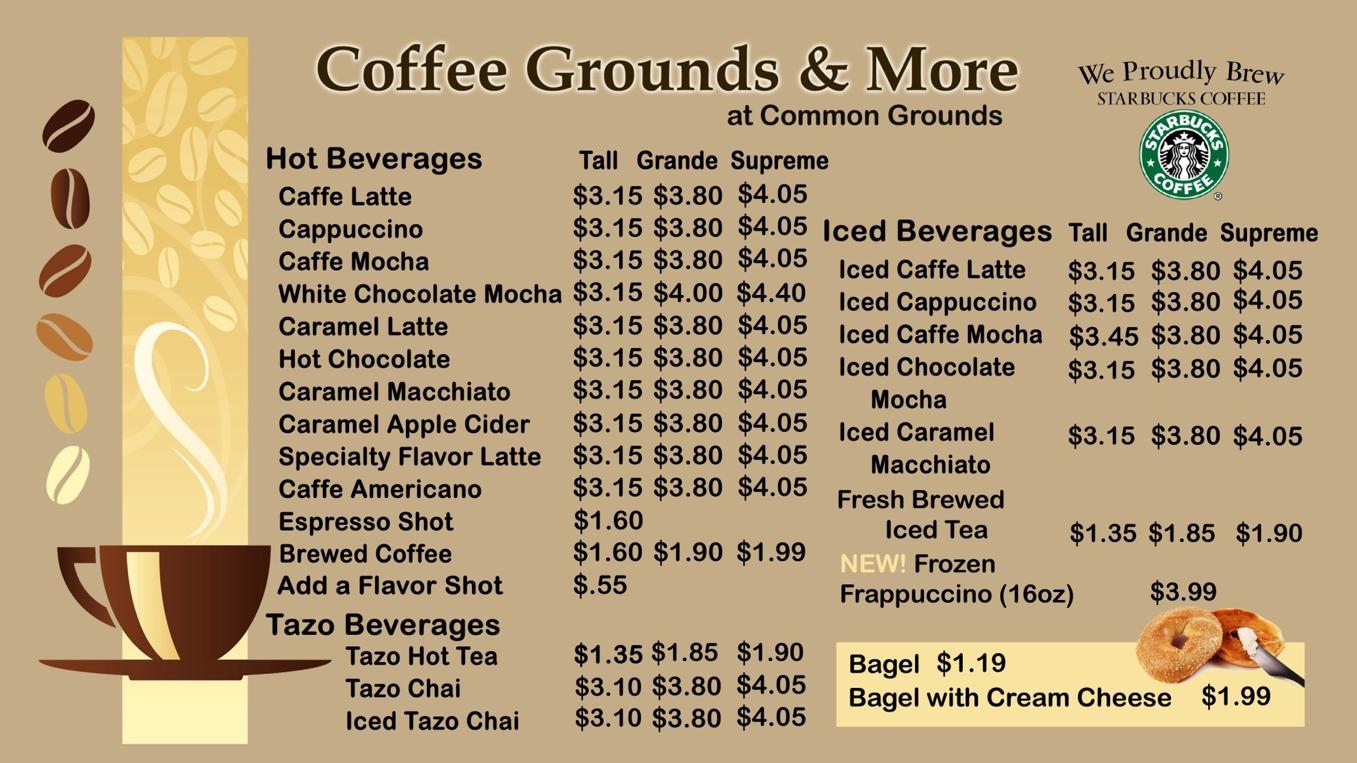 Coffee Grounds & More
at Common Grounds
We Proudly Brew
STARBUCKS COFFEE
STARBUCKS
COFFEE
®
Hot Beverages Tall Grande Supreme
Caffe Latte $3.15 $3.80 $4.05
Cappuccino $3.15 $3.80 $4.05
Caffe Mocha $3.15 $3.80 $4.05
White Chocolate Mocha $3.15 $4.00 $4.40
Caramel Latte $3.15 $3.80 $4.05
Hot Chocolate $3.15 $3.80 $4.05
Caramel Macchiato $3.15 $3.80 $4.05
Caramel Apple Cider $3.15 $3.80 $4.05
Specialty Flavor Latte $3.15 $3.80 $4.05
Caffe Americano $3.15 $3.80 $4.05
Espresso Shot $1.60
Brewed Coffee $1.60 $1.90 $1.99
Add a Flavor Shot $.55
Tazo Beverages
Tazo Hot Tea $1.35 $1.85 $1.90
Tazo Chai $3.10 $3.80 $4.05
Iced Tazo Chai $3.10 $3.80 $4.05
Iced Beverages Tall Grande Supreme
Iced Caffe Latte $3.15 $3.80 $4.05
Iced Cappuccino $3.15 $3.80 $4.05
Iced Caffe Mocha $3.45 $3.80 $4.05
Iced Chocolate $3.15 $3.80 $4.05
Mocha
Iced Caramel $3.15 $3.80 $4.05
Macchiato
Fresh Brewed
Iced Tea $1.35 $1.85 $1.90
NEW! Frozen
Frappuccino (16oz) $3.99
Bagel $1.19
Bagel with Cream Cheese $1.99